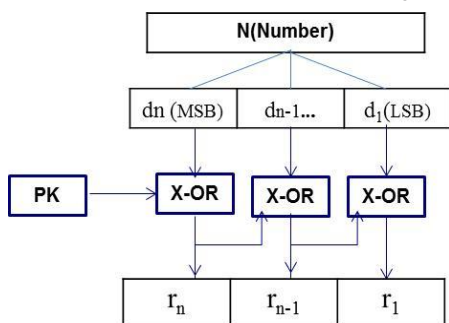 N(Number)
dn (MSB) dn-1... d1(LSB)
PK X-OR X-OR X-OR
rn rn-1 r1